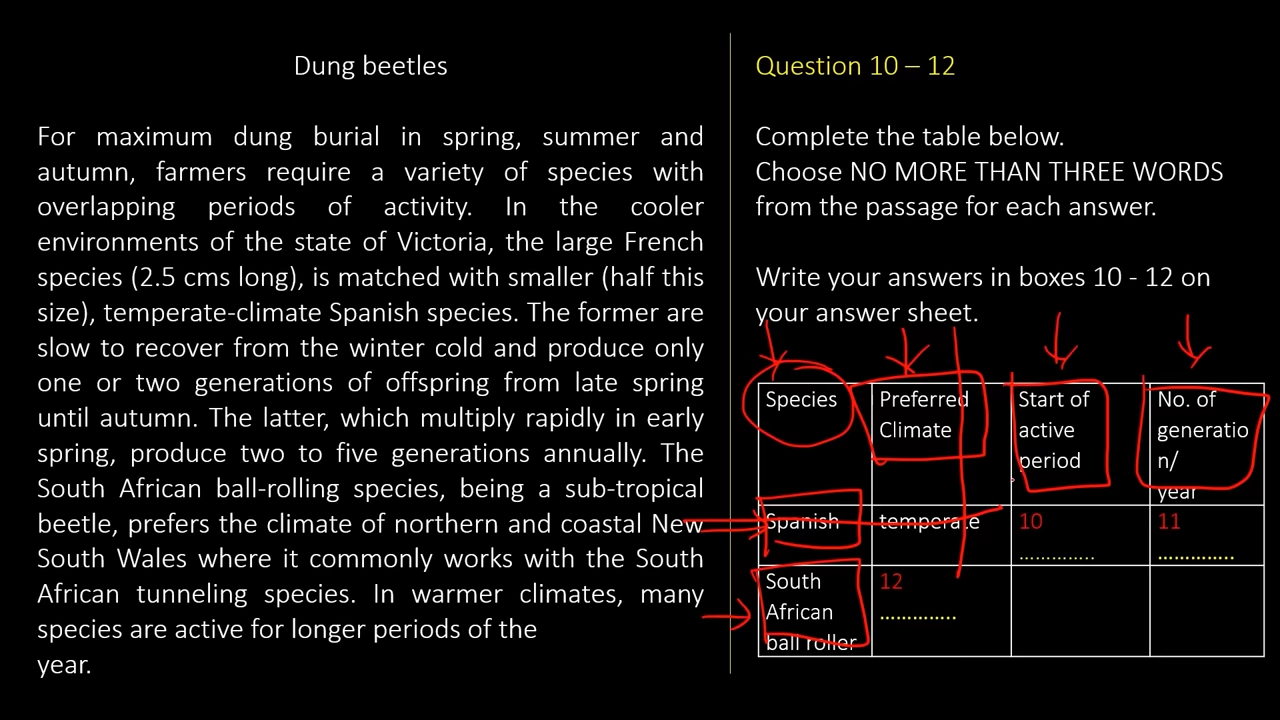 Dung beetles
For maximum dung burial in spring, summer and
autumn, farmers require a variety of species with
overlapping periods of activity. In the cooler
environments of the state of Victoria, the large French
species (2.5 cms long), is matched with smaller (half this
size), temperate-climate Spanish species. The former are
slow to recover from the winter cold and produce only
one or two generations of offspring from late spring
until autumn. The latter, which multiply rapidly in early
spring, produce two to five generations annually. The
South African ball-rolling species, being a sub-tropical
beetle, prefers the climate of northern and coastal New
South Wales where it commonly works with the South
African tunneling species. In warmer climates, many
species are active for longer periods of the
year.
Question 10 – 12
Complete the table below.
Choose NO MORE THAN THREE WORDS
from the passage for each answer.
Write your answers in boxes 10 - 12 on
your answer sheet.
Species
Preferred
Climate
Start of
active
period
No. of
generatio
n/
year
Spanish
temperate
10
..............
11
..............
South
African
ball roller
12
..............